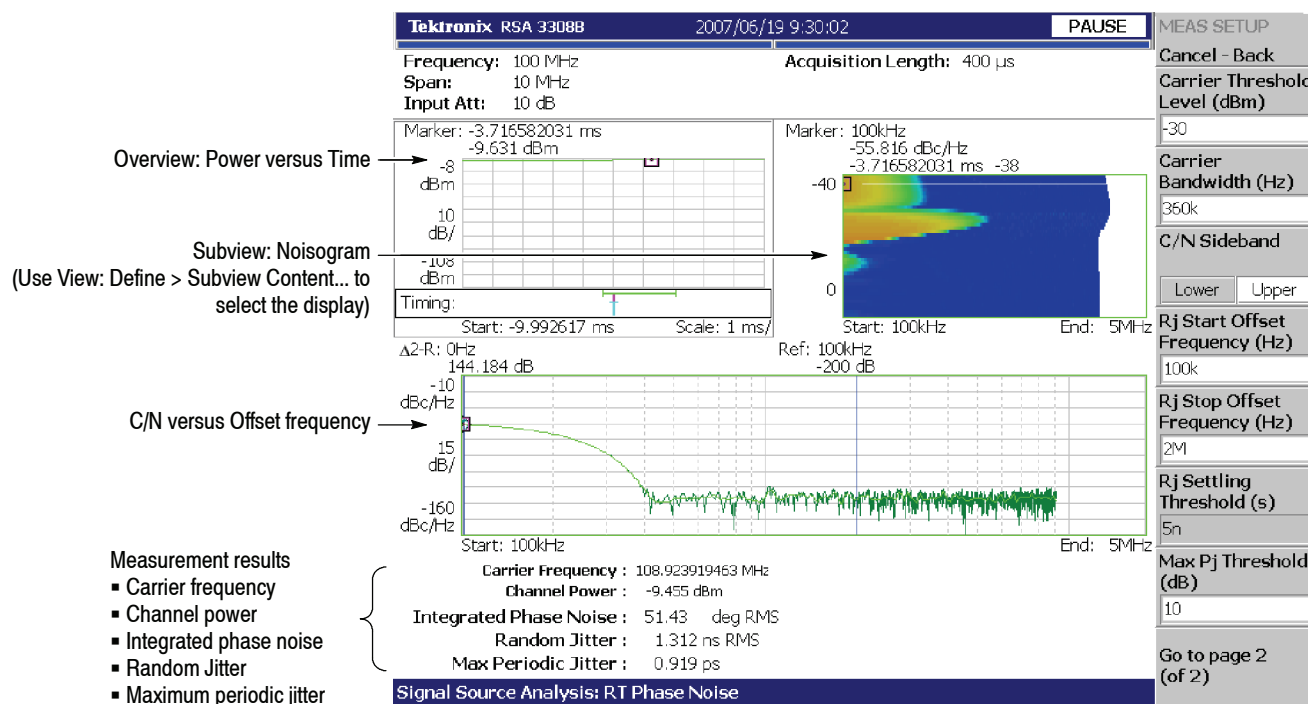 Tektronix RSA 3308B 2007/06/19 9:30:02 PAUSE
Frequency: 100 MHz
Span: 10 MHz
Input Att: 10 dB
Acquisition Length: 400 µs
Marker: -3.716582031 ms
-9.631 dBm
-8
dBm
10
dB/
-108
dBm
Timing:
Start: -9.992617 ms Scale: 1 ms/
Marker: 100kHz
-55.816 dBc/Hz
-3.716582031 ms -38
-40
0
Start: 100kHz End: 5MHz
Δ2-R: 0Hz
144.184 dB
Ref: 100kHz
-200 dB
-10
dBc/Hz
15
dB/
-160
dBc/Hz
Start: 100kHz End: 5MHz
Carrier Frequency : 108.923919463 MHz
Channel Power : -9.455 dBm
Integrated Phase Noise : 51.43 deg RMS
Random Jitter : 1.312 ns RMS
Max Periodic Jitter : 0.919 ps
Signal Source Analysis: RT Phase Noise
MEAS SETUP
Cancel - Back
Carrier Threshold
Level (dBm)
-30
Carrier
Bandwidth (Hz)
360k
C/N Sideband
Lower Upper
Rj Start Offset
Frequency (Hz)
100k
Rj Stop Offset
Frequency (Hz)
2M
Rj Settling
Threshold (s)
5n
Max Pj Threshold
(dB)
10
Go to page 2
(of 2)
Overview: Power versus Time
Subview: Noisogram
(Use View: Define > Subview Content... to
select the display)
C/N versus Offset frequency
Measurement results
▪ Carrier frequency
▪ Channel power
▪ Integrated phase noise
▪ Random Jitter
▪ Maximum periodic jitter